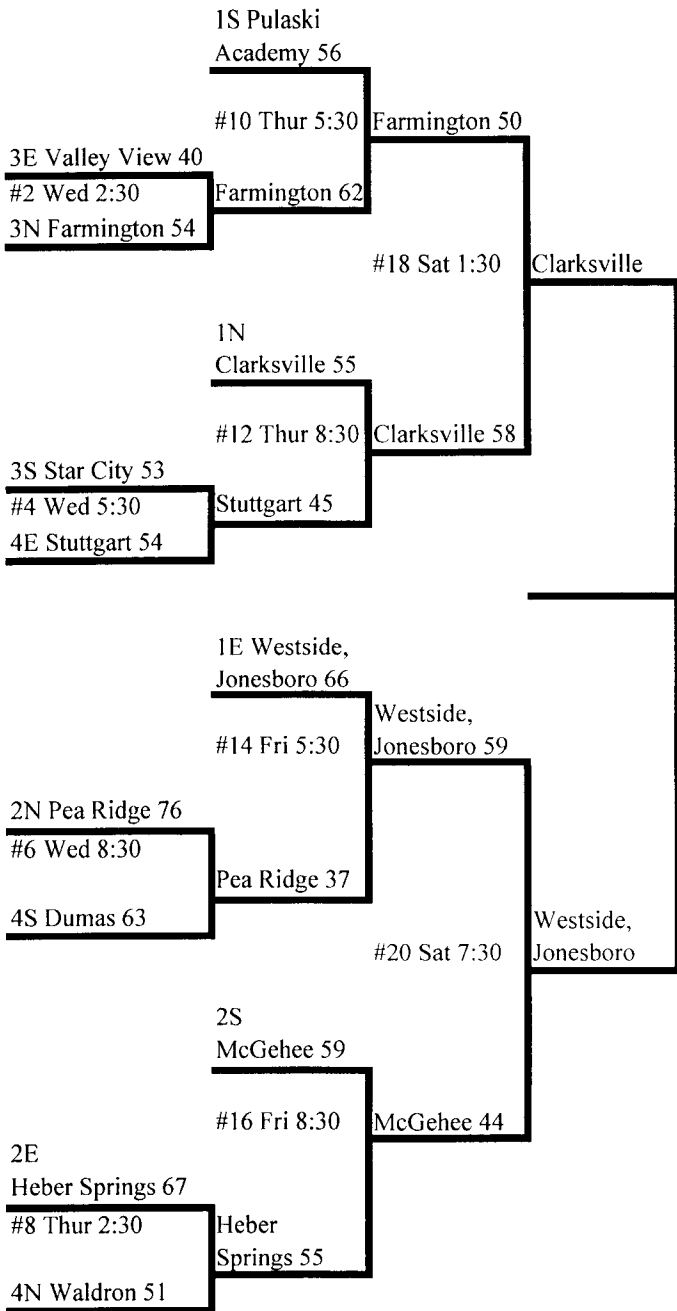 1S Pulaski
Academy 56
#10 Thur 5:30
Farmington 50
3E Valley View 40
#2 Wed 2:30
Farmington 62
3N Farmington 54
#18 Sat 1:30
Clarksville
1N
Clarksville 55
#12 Thur 8:30
Clarksville 58
3S Star City 53
#4 Wed 5:30
Stuttgart 45
4E Stuttgart 54
1E Westside,
Jonesboro 66
Westside,
Jonesboro 59
#14 Fri 5:30
2N Pea Ridge 76
#6 Wed 8:30
Pea Ridge 37
4S Dumas 63
Westside,
Jonesboro
#20 Sat 7:30
2S
McGehee 59
#16 Fri 8:30
McGehee 44
2E
Heber Springs 67
#8 Thur 2:30
Heber
Springs 55
4N Waldron 51